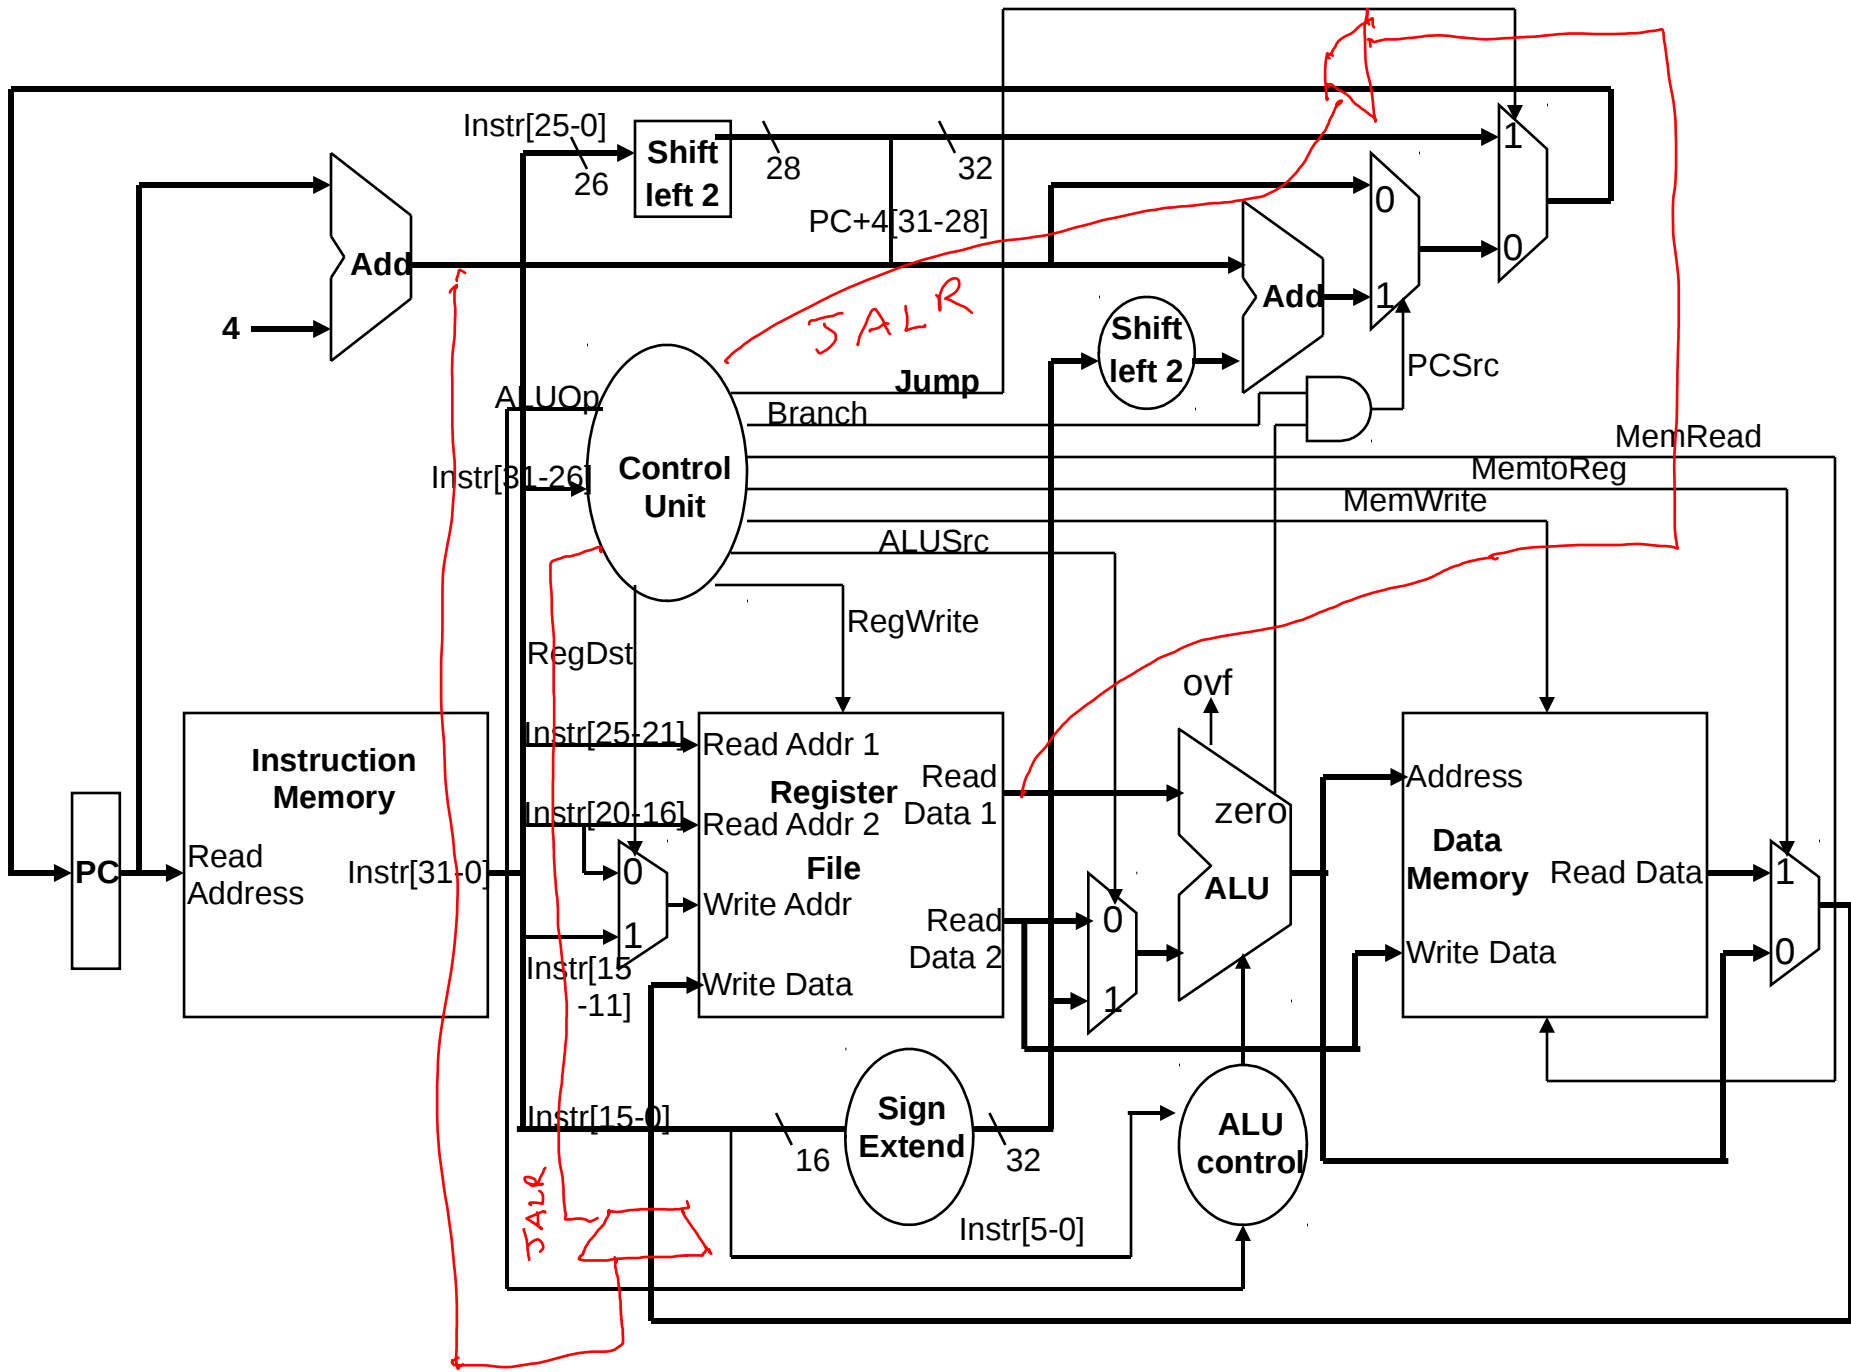 Instr[25-0]
26
Shift
left 2
28
32
1
0
PC+4[31-28]
0
1
Add
4
Add
Shift
left 2
JALR
PCSrc
Jump
ALUOp
Branch
MemRead
Instr[31-26]
Control
Unit
MemtoReg
MemWrite
ALUSrc
RegWrite
RegDst
ovf
Instruction
Memory
Instr[25-21]
Read Addr 1
Register
Read
Data 1
Instr[20-16]
Read Addr 2
File
zero
ALU
Address
Data
Memory
Read Data
Write Data
1
0
PC
Read
Address
Instr[31-0]
0
1
Write Addr
Read
Data 2
0
1
Instr[15
-11]
Write Data
Instr[15-0]
16
Sign
Extend
32
ALU
control
Instr[5-0]
JALR